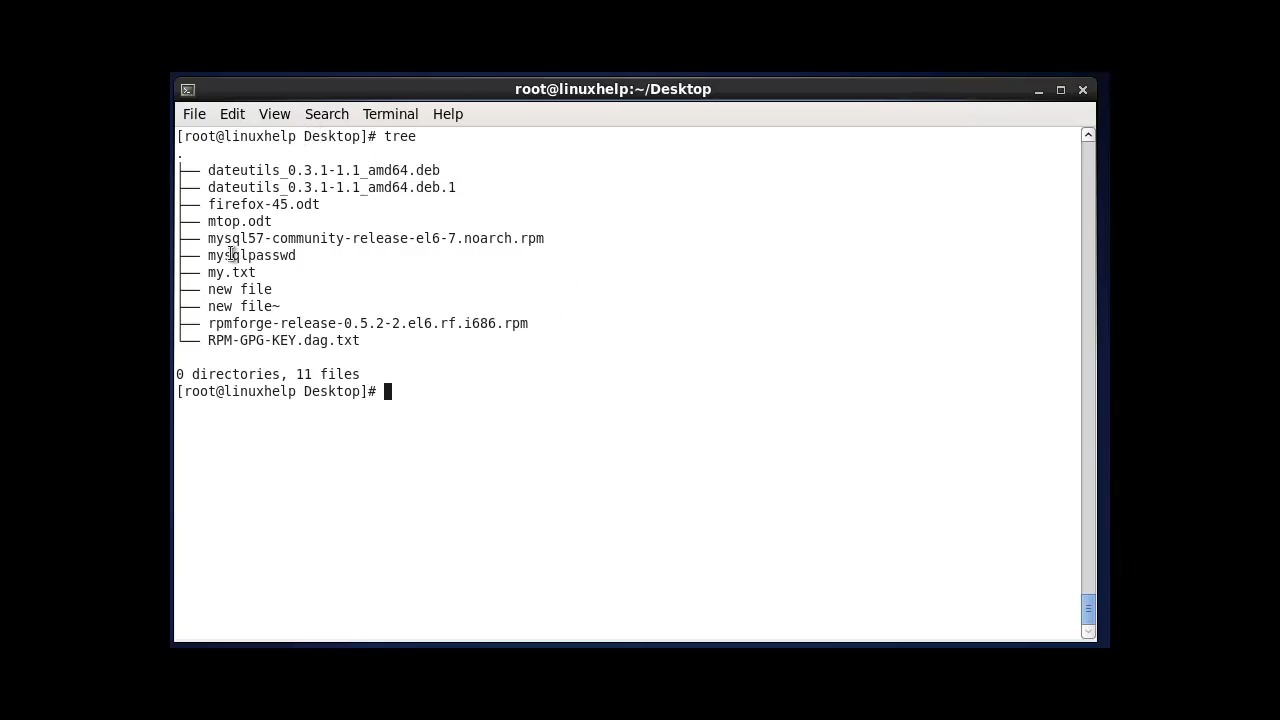 root@linuxhelp:~/Desktop
File Edit View Search Terminal Help
[root@linuxhelp Desktop]# tree
.
├── dateutils_0.3.1-1.1_amd64.deb
├── dateutils_0.3.1-1.1_amd64.deb.1
├── firefox-45.odt
├── mtop.odt
├── mysql57-community-release-el6-7.noarch.rpm
├── mysqlpasswd
├── my.txt
├── new file
├── new file~
├── rpmforge-release-0.5.2-2.el6.rf.i686.rpm
└── RPM-GPG-KEY.dag.txt
0 directories, 11 files
[root@linuxhelp Desktop]#